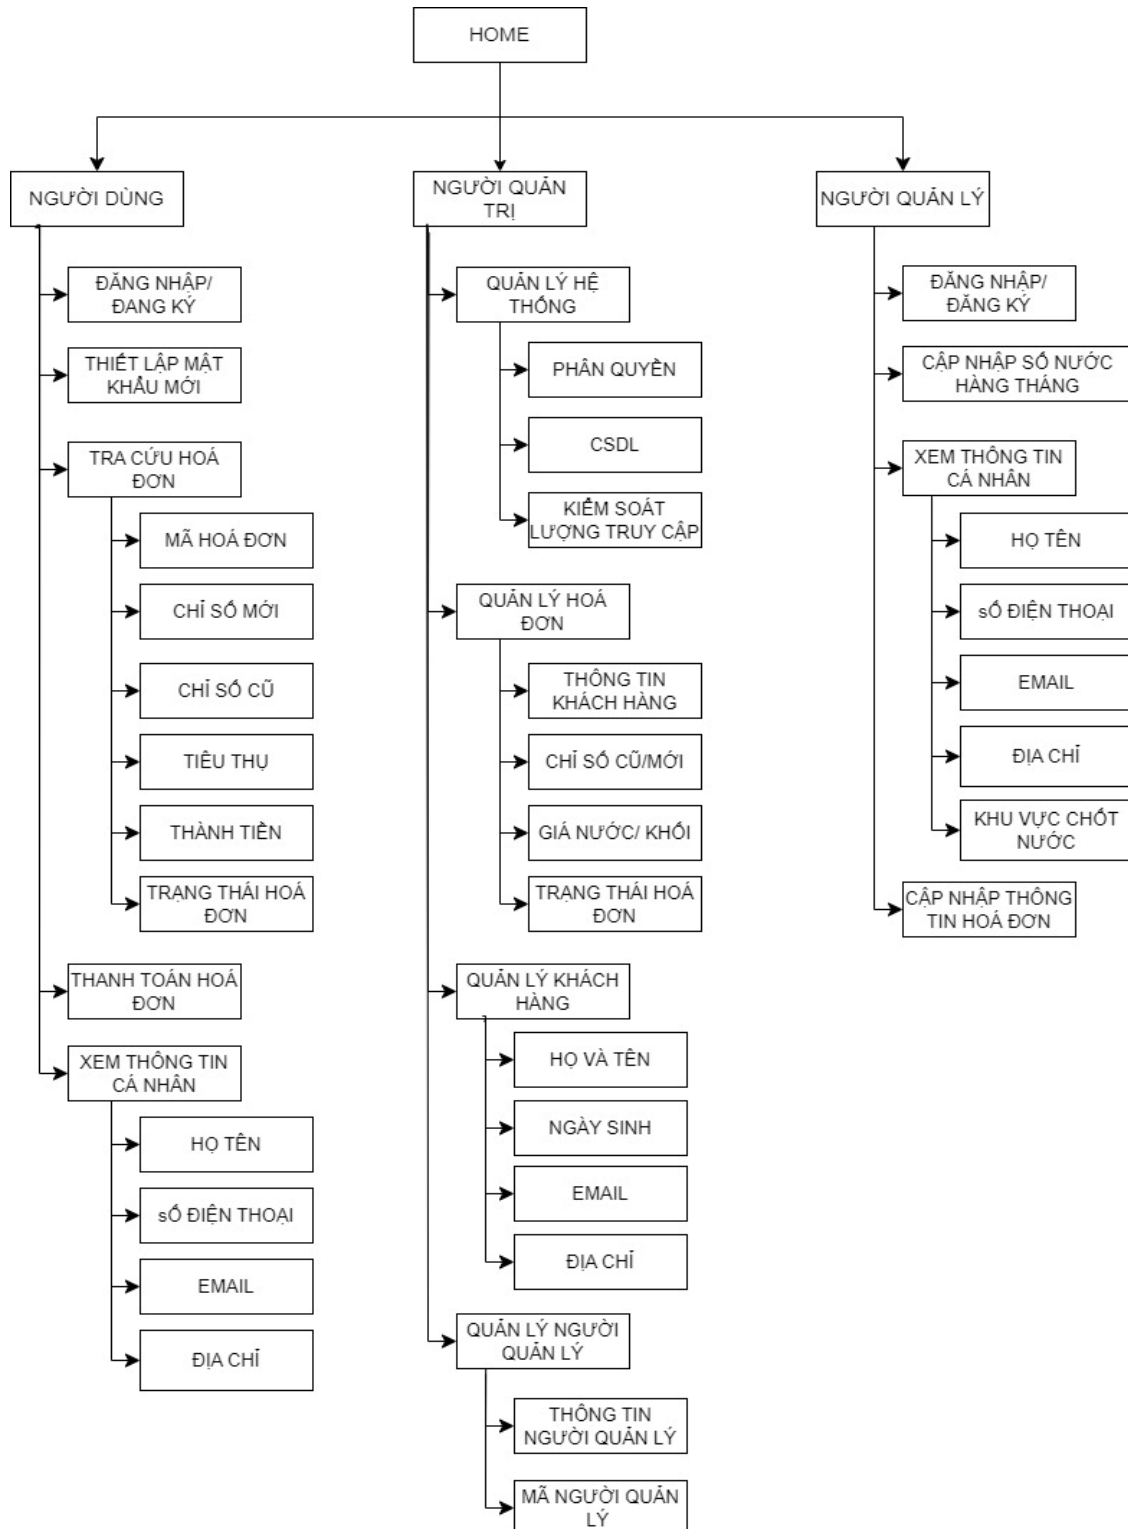 HOME
NGƯỜI DÙNG
ĐĂNG NHẬP/
ĐANG KÝ
THIẾT LẬP MẬT
KHẨU MỚI
TRA CỨU HOÁ
ĐƠN
MÃ HOÁ ĐƠN
CHỈ SỐ MỚI
CHỈ SỐ CŨ
TIÊU THỤ
THÀNH TIỀN
TRẠNG THÁI HOÁ
ĐƠN
THANH TOÁN HOÁ
ĐƠN
XEM THÔNG TIN
CÁ NHÂN
HỌ TÊN
sỐ ĐIỆN THOẠI
EMAIL
ĐỊA CHỈ
NGƯỜI QUẢN
TRỊ
QUẢN LÝ HỆ
THỐNG
PHÂN QUYỀN
CSDL
KIỂM SOÁT
LƯỢNG TRUY CẬP
QUẢN LÝ HOÁ
ĐƠN
THÔNG TIN
KHÁCH HÀNG
CHỈ SỐ CŨ/MỚI
GIÁ NƯỚC/ KHỐI
TRẠNG THÁI HOÁ
ĐƠN
QUẢN LÝ KHÁCH
HÀNG
HỌ VÀ TÊN
NGÀY SINH
EMAIL
ĐỊA CHỈ
QUẢN LÝ NGƯỜI
QUẢN LÝ
THÔNG TIN
NGƯỜI QUẢN LÝ
MÃ NGƯỜI QUẢN
LÝ
NGƯỜI QUẢN LÝ
ĐĂNG NHẬP/
ĐĂNG KÝ
CẬP NHẬP SỐ NƯỚC
HÀNG THÁNG
XEM THÔNG TIN
CÁ NHÂN
HỌ TÊN
sỐ ĐIỆN THOẠI
EMAIL
ĐỊA CHỈ
KHU VỰC CHỐT
NƯỚC
CẬP NHẬP THÔNG
TIN HOÁ ĐƠN